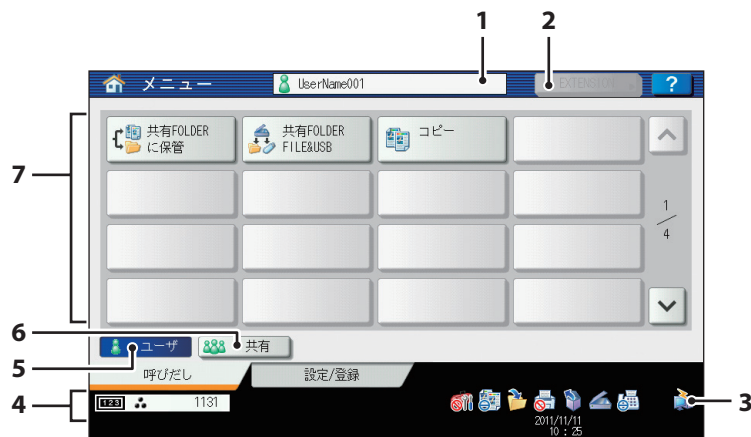 1
2
メニュー
UserName001
EXTENSION
?
7
共有FOLDER
に保管
共有FOLDER
FILE&USB
コピー
1
4
6
5
ユーザ
共有
呼びだし
設定/登録
4
123
1131
3
2011/11/11
10 : 25